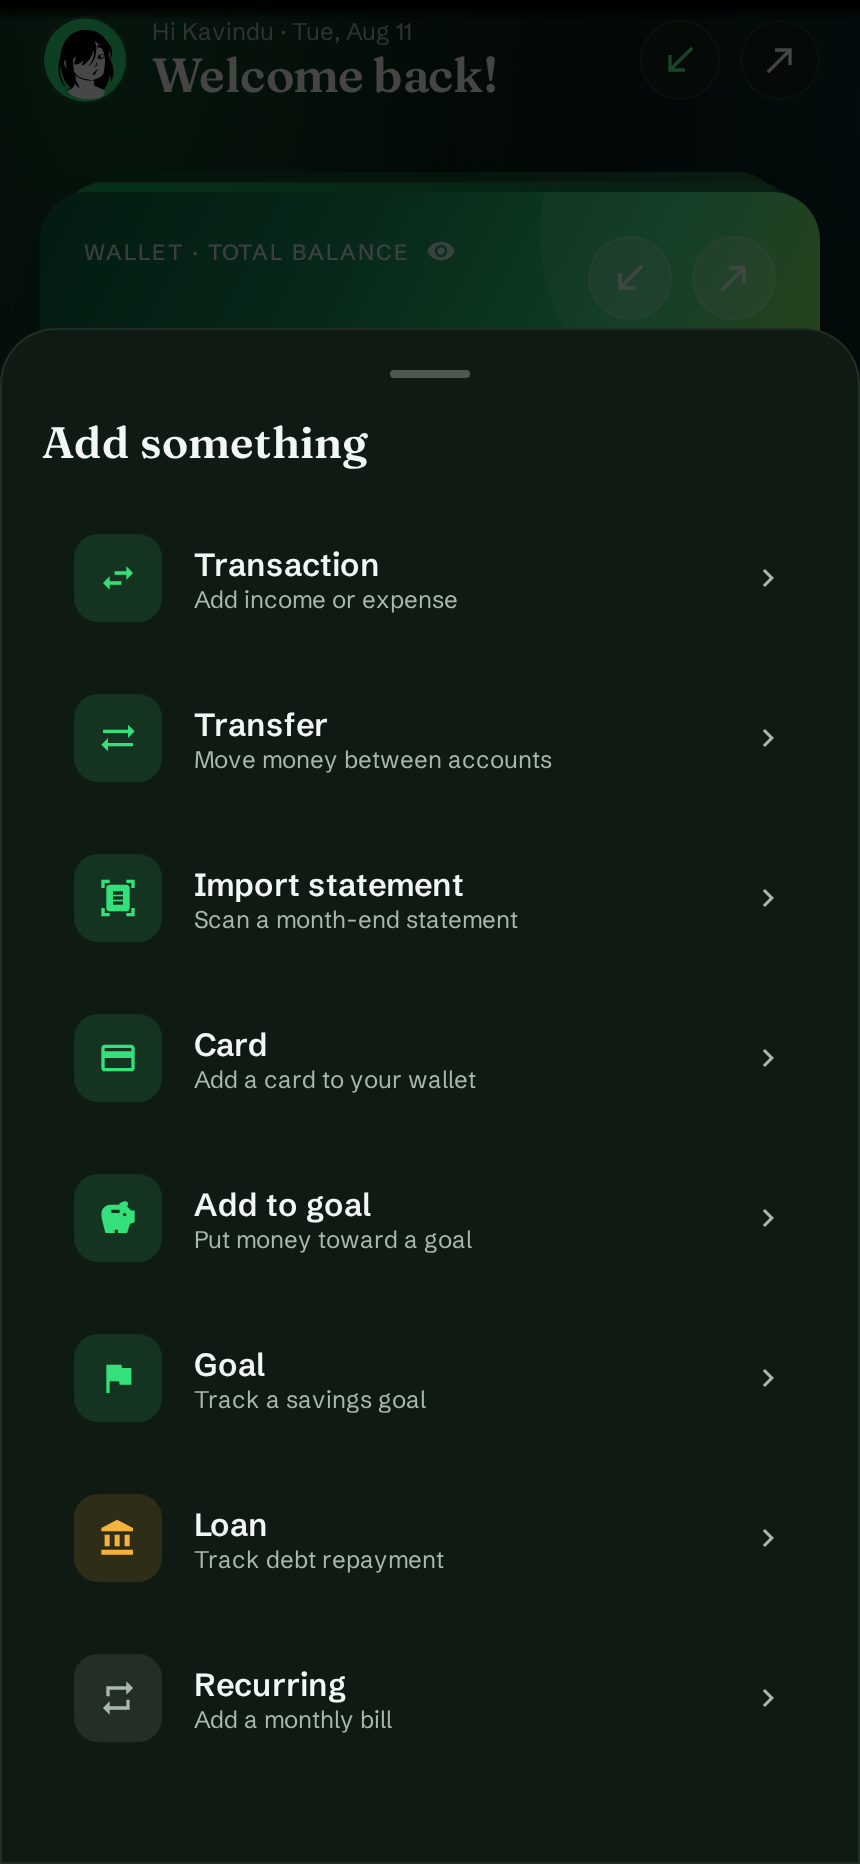 Hi Kavindu · Tue, Aug 11
Welcome back!
WALLET · TOTAL BALANCE
Add something
Transaction
Add income or expense
Transfer
Move money between accounts
Import statement
Scan a month-end statement
Card
Add a card to your wallet
Add to goal
Put money toward a goal
Goal
Track a savings goal
Loan
Track debt repayment
Recurring
Add a monthly bill